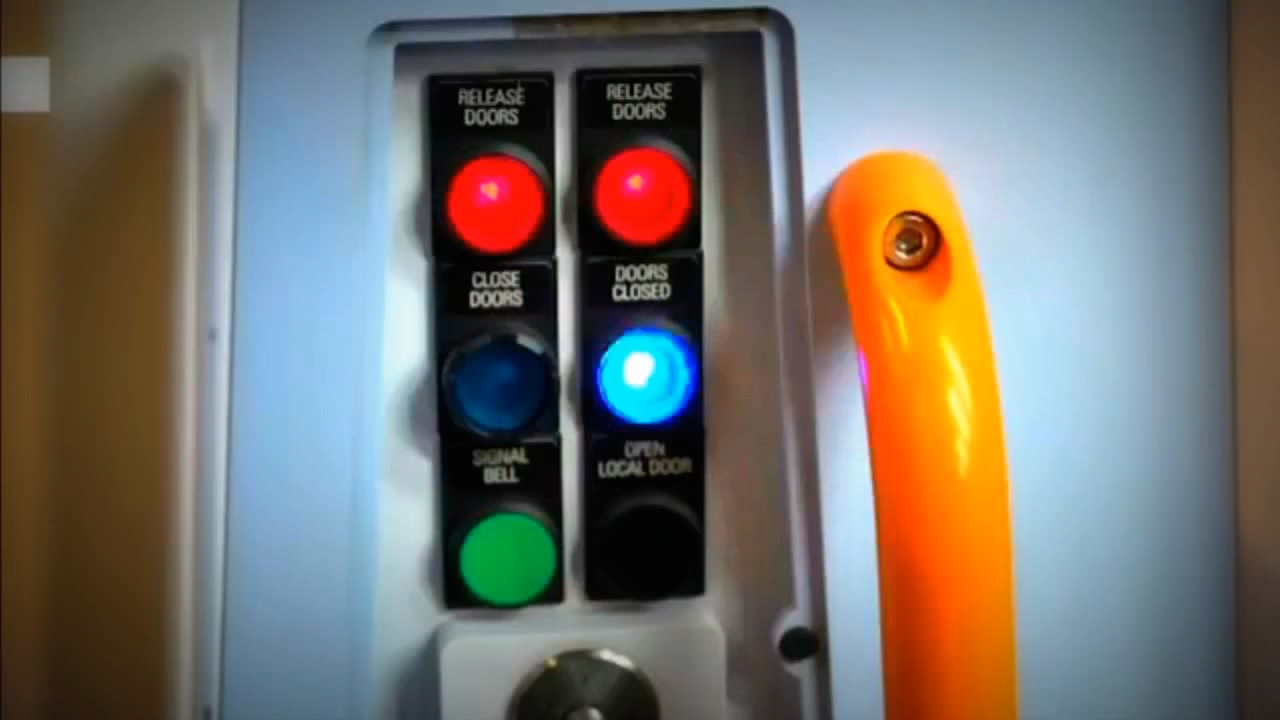 RELEASE
DOORS
RELEASE
DOORS
CLOSE
DOORS
DOORS
CLOSED
SIGNAL
BELL
OPEN
LOCAL DOOR